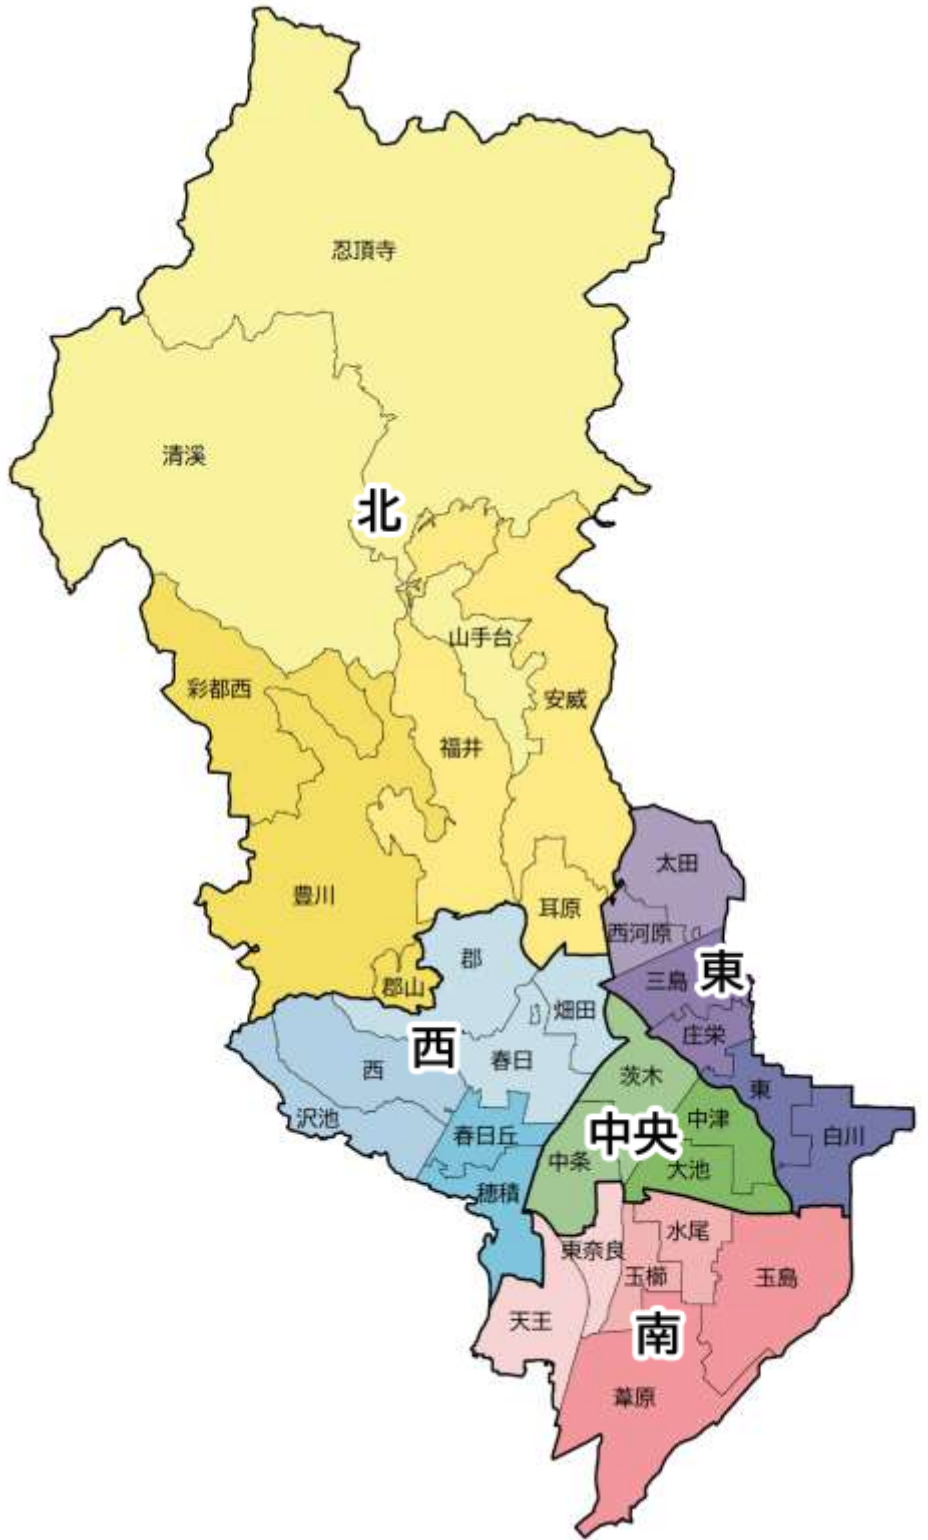 忍頂寺
清溪
北
山手台
彩都西
安威
福井
太田
豊川
耳原
西河原
郡
東
三島
郡山
畑田
庄栄
西
春日
西
茨木
東
沢池
春日丘
中央
中津
白川
中条
大池
穂積
水尾
東奈良
玉櫛
玉島
天王
南
葦原